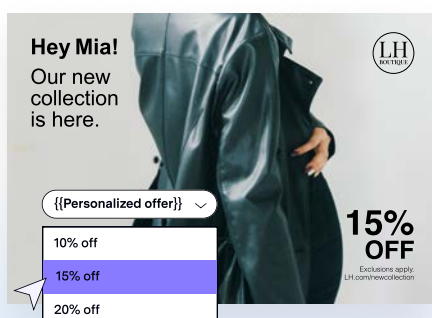 Hey Mia!
Our new
collection
is here.
LH
BOUTIQUE
{{Personalized offer}}
10% off
15% off
20% off
15%
OFF
Exclusions apply.
LH.com/newcollection